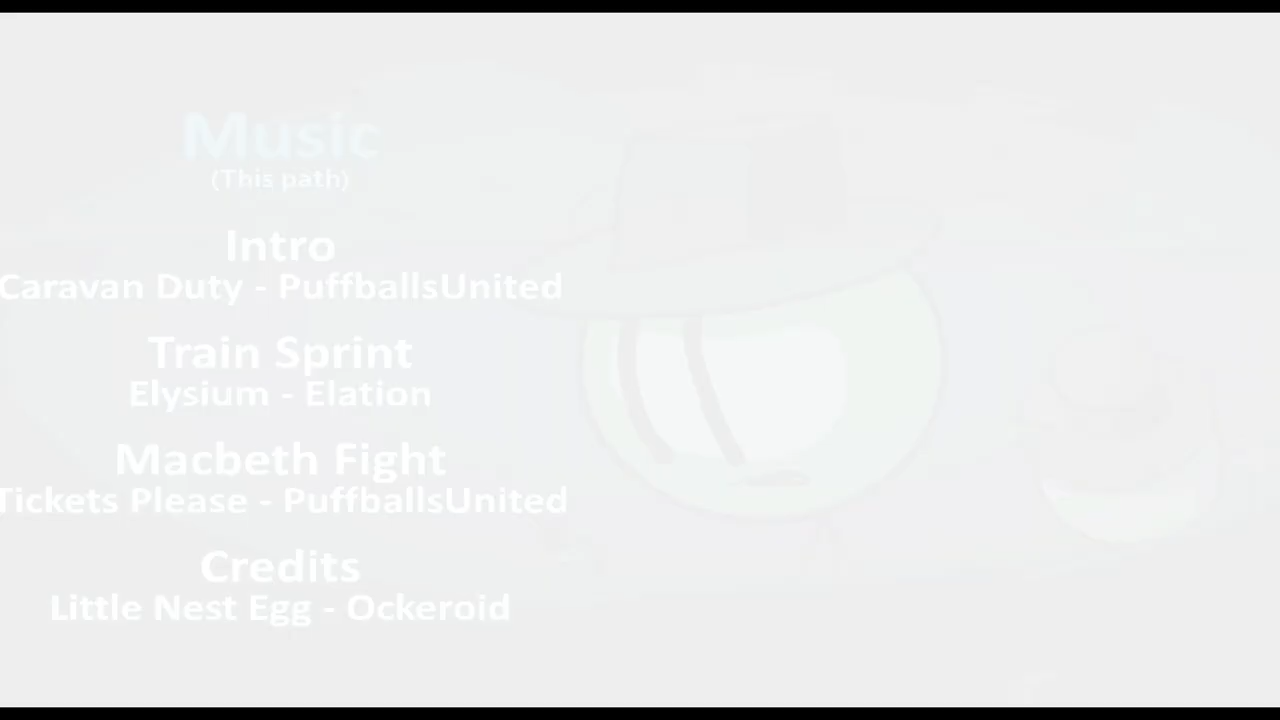 Music
(This path)
Intro
Caravan Duty - PuffballsUnited
Train Sprint
Elysium - Elation
Macbeth Fight
Tickets Please - PuffballsUnited
Credits
Little Nest Egg - Ockeroid